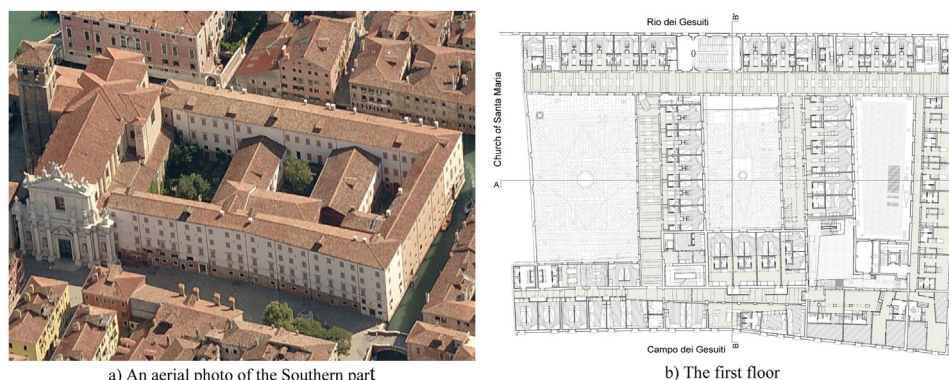 Rio dei Gesuiti
B'
Church of Santa Maria
A
Campo dei Gesuiti
B
a) An aerial photo of the Southern part
b) The first floor